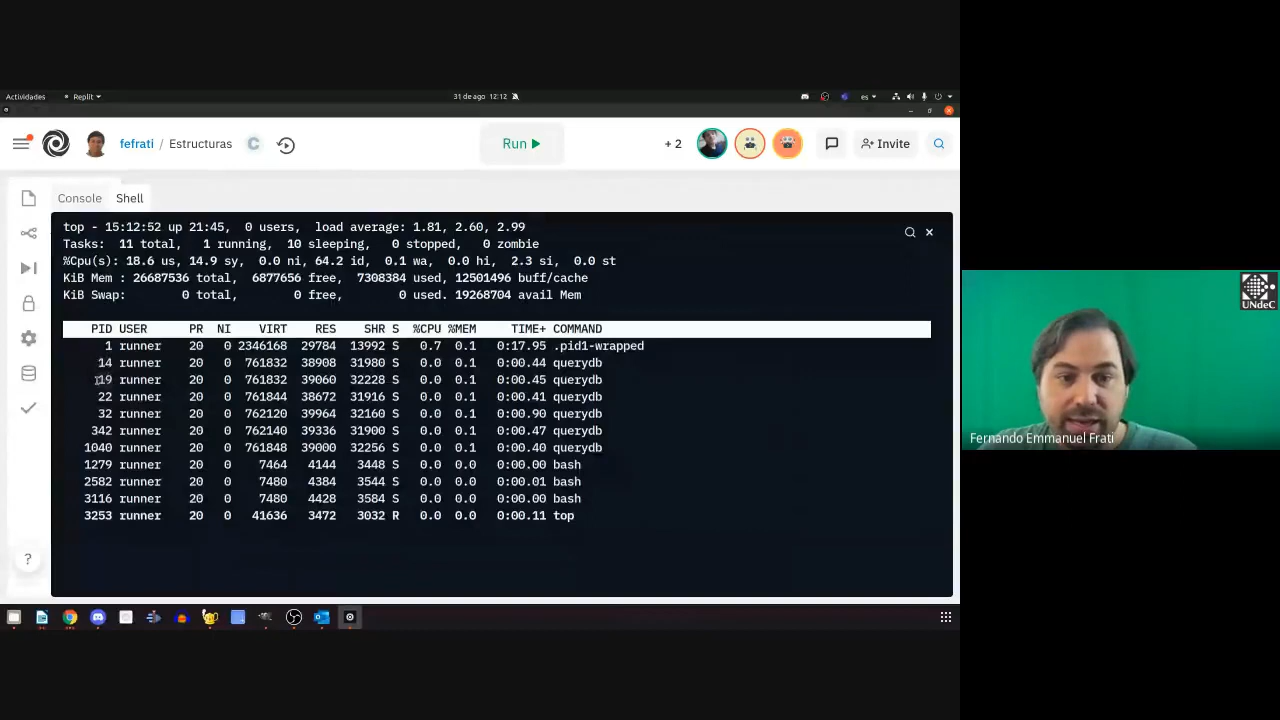 Actividades Replit 31 de ago 12:12 es
fefrati / Estructuras C Run + 2 Invite
Console Shell
top - 15:12:52 up 21:45, 0 users, load average: 1.81, 2.60, 2.99
Tasks: 11 total, 1 running, 10 sleeping, 0 stopped, 0 zombie
%Cpu(s): 18.6 us, 14.9 sy, 0.0 ni, 64.2 id, 0.1 wa, 0.0 hi, 2.3 si, 0.0 st
KiB Mem : 26687536 total, 6877656 free, 7308384 used, 12501496 buff/cache
KiB Swap: 0 total, 0 free, 0 used. 19268704 avail Mem
PID USER PR NI VIRT RES SHR S %CPU %MEM TIME+ COMMAND
1 runner 20 0 2346168 29784 13992 S 0.7 0.1 0:17.95 .pid1-wrapped
14 runner 20 0 761832 38908 31980 S 0.0 0.1 0:00.44 querydb
19 runner 20 0 761832 39060 32228 S 0.0 0.1 0:00.45 querydb
22 runner 20 0 761844 38672 31916 S 0.0 0.1 0:00.41 querydb
32 runner 20 0 762120 39964 32160 S 0.0 0.1 0:00.90 querydb
342 runner 20 0 762140 39336 31900 S 0.0 0.1 0:00.47 querydb
1040 runner 20 0 761848 39000 32256 S 0.0 0.1 0:00.40 querydb
1279 runner 20 0 7464 4144 3448 S 0.0 0.0 0:00.00 bash
2582 runner 20 0 7480 4384 3544 S 0.0 0.0 0:00.01 bash
3116 runner 20 0 7480 4428 3584 S 0.0 0.0 0:00.00 bash
3253 runner 20 0 41636 3472 3032 R 0.0 0.0 0:00.11 top
?
UNdeC
Fernando Emmanuel Frati